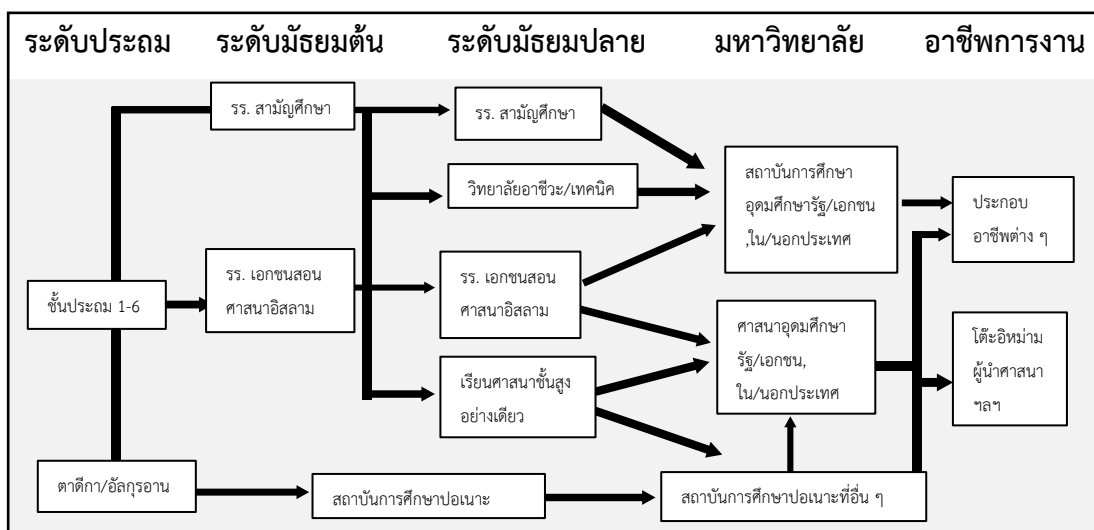 ระดับประถม ระดับมัธยมต้น ระดับมัธยมปลาย มหาวิทยาลัย อาชีพการงาน
รร. สามัญศึกษา
รร. สามัญศึกษา
วิทยาลัยอาชีวะ/เทคนิค
สถาบันการศึกษา
อุดมศึกษารัฐ/เอกชน
,ใน/นอกประเทศ
ประกอบ
อาชีพต่าง ๆ
ชั้นประถม 1-6
รร. เอกชนสอน
ศาสนาอิสลาม
รร. เอกชนสอน
ศาสนาอิสลาม
ศาสนาอุดมศึกษา
รัฐ/เอกชน,
ใน/นอกประเทศ
โต๊ะอิหม่าม
ผู้นำศาสนา
ฯลฯ
เรียนศาสนาชั้นสูง
อย่างเดียว
ตาดีกา/อัลกุรอาน
สถาบันการศึกษาปอเนาะ
สถาบันการศึกษาปอเนาะที่อื่น ๆ